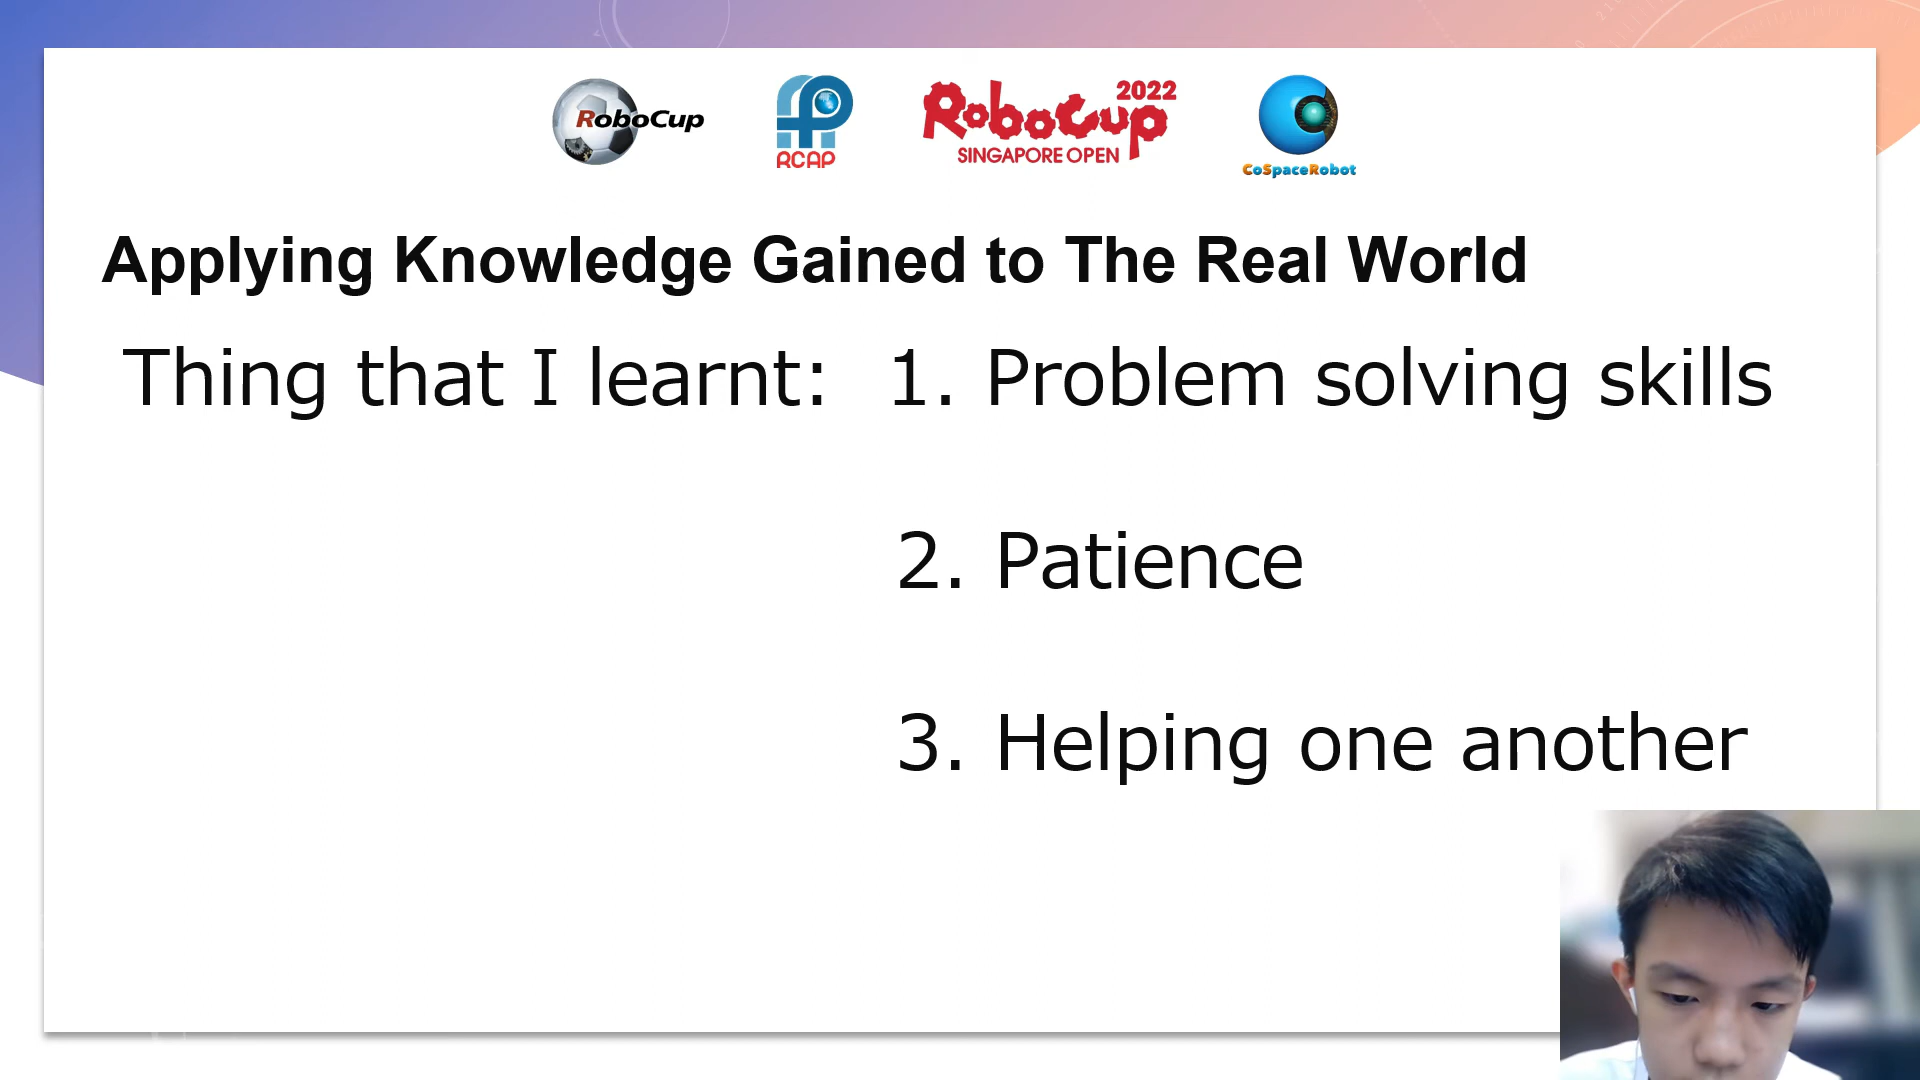 RoboCup
RCAP
RoboCup 2022
SINGAPORE OPEN
CoSpaceRobot
Applying Knowledge Gained to The Real World
Thing that I learnt: 1. Problem solving skills
2. Patience
3. Helping one another